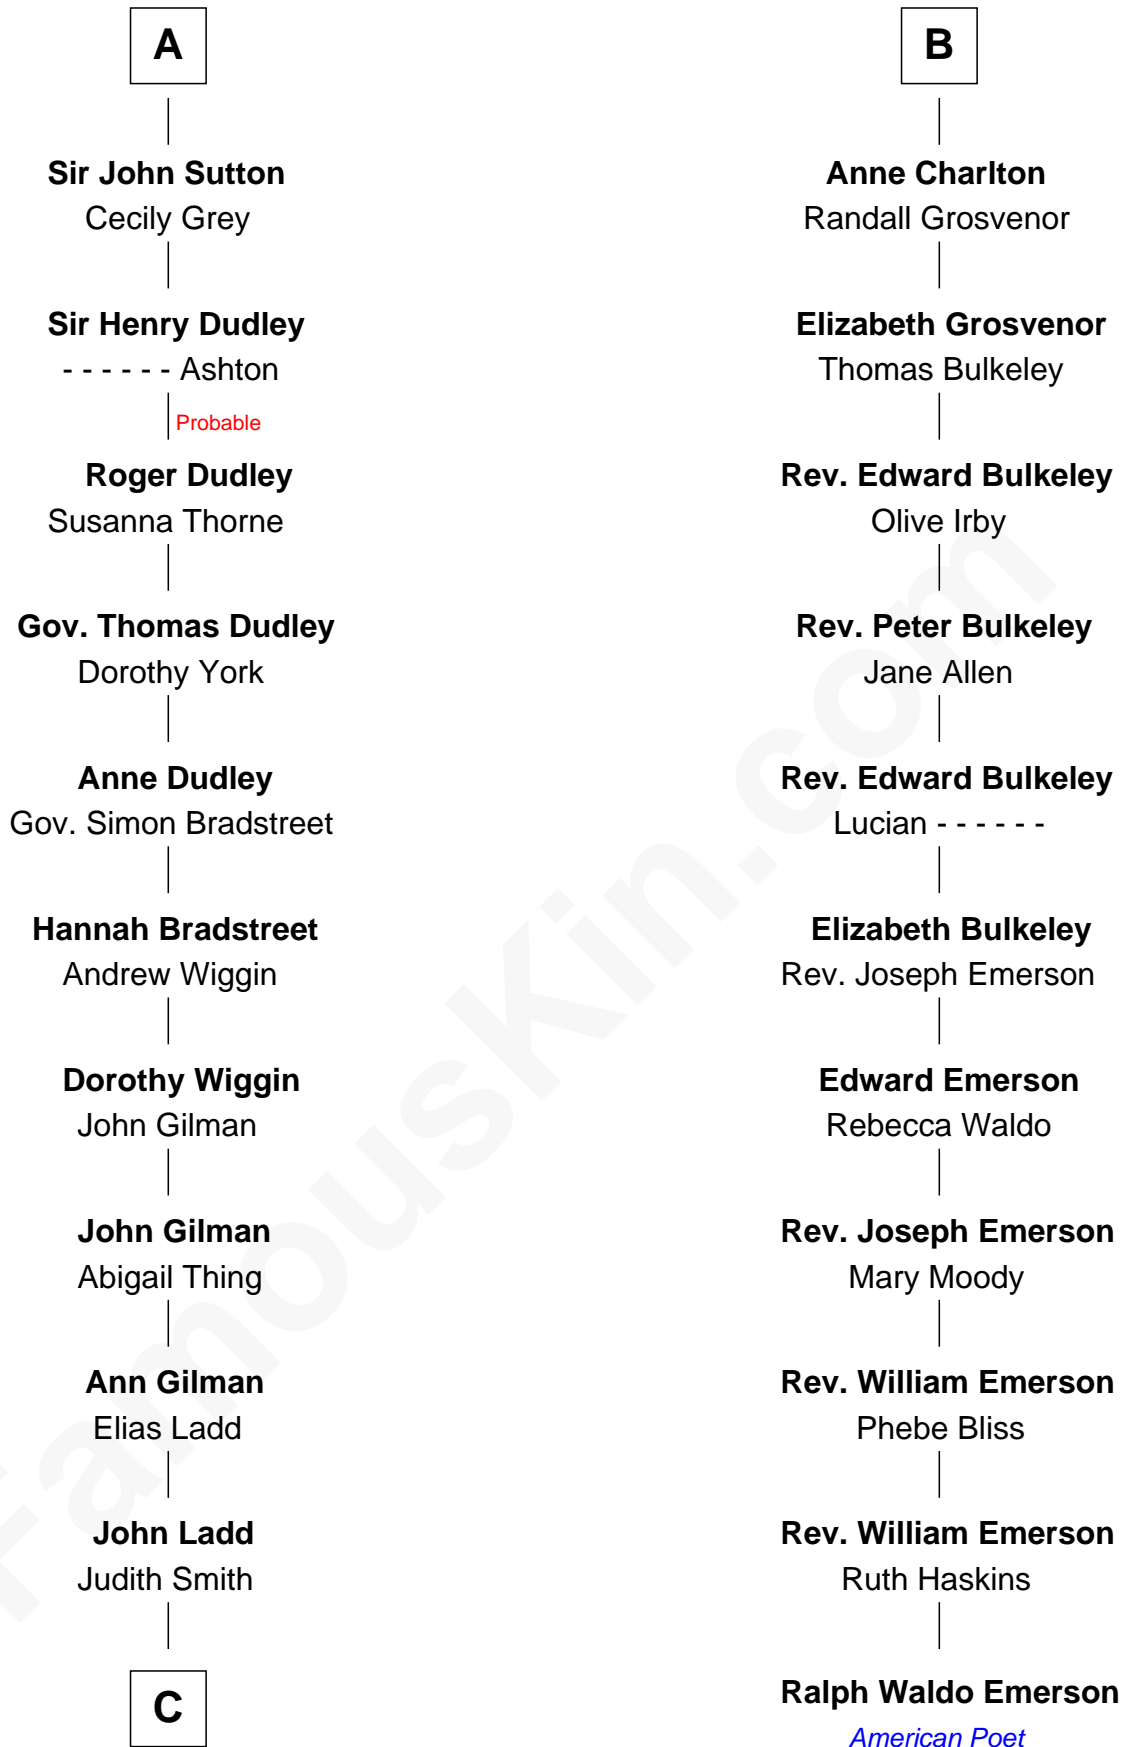 A
Sir John Sutton
Cecily Grey
Sir Henry Dudley
- - - - - - Ashton
Probable
Roger Dudley
Susanna Thorne
Gov. Thomas Dudley
Dorothy York
Anne Dudley
Gov. Simon Bradstreet
Hannah Bradstreet
Andrew Wiggin
Dorothy Wiggin
John Gilman
John Gilman
Abigail Thing
Ann Gilman
Elias Ladd
John Ladd
Judith Smith
C
B
Anne Charlton
Randall Grosvenor
Elizabeth Grosvenor
Thomas Bulkeley
Rev. Edward Bulkeley
Olive Irby
Rev. Peter Bulkeley
Jane Allen
Rev. Edward Bulkeley
Lucian - - - - - -
Elizabeth Bulkeley
Rev. Joseph Emerson
Edward Emerson
Rebecca Waldo
Rev. Joseph Emerson
Mary Moody
Rev. William Emerson
Phebe Bliss
Rev. William Emerson
Ruth Haskins
Ralph Waldo Emerson
American Poet
FamousKin.com